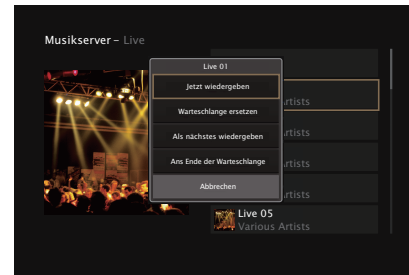 Musikserver – Live
Live 01
Jetzt wiedergeben
Warteschlange ersetzen
Als nächstes wiedergeben
Ans Ende der Warteschlange
Abbrechen
rtists
rtists
rtists
Artists
Live 05
Various Artists